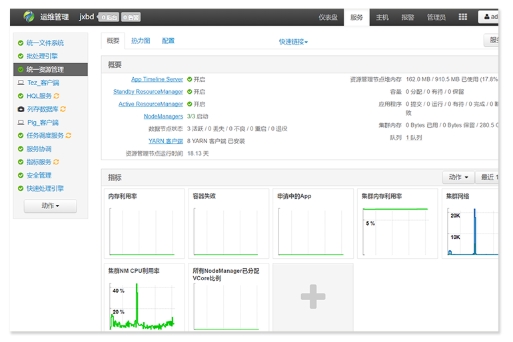 运维管理 jxbd 0 后台 0 告警 仪表盘 服务 主机 报警 管理员 ad
统一文件系统
批处理引擎
统一资源管理
Tez_客户端
HQL服务
列存数据库
Pig_客户端
任务调度服务
服务协调
指标服务
安全管理
快速处理引擎
动作
概要 热力图 配置 快速链接 服
概要
App Timeline Server 开启
Standby ResourceManager 开启
Active ResourceManager 开启
NodeManagers 3/3 启动
数据节点状态 3 活跃 / 0 丢失 / 0 不良 / 0 重启 / 0 退役
YARN 客户端 8 YARN 客户端 已安装
资源管理节点运行时间 16.13 天
资源管理节点堆内存 162.0 MB / 910.5 MB 已使用 (17.8%
容器 0 分配 / 0 等待 / 0 保留
应用程序 0 提交 / 0 运行 / 0 等待 / 0 完成 / 0
败
集群内存 0 Bytes 已用 / 0 Bytes 保留 / 280.5 G
队列 1 队列
指标 动作 最近 1
内存利用率
容器失效
申请中的App
集群内存利用率
5 %
集群网络
20K
10K
集群NM CPU利用率
40 %
20 %
所有NodeManager已分配
VCore比例